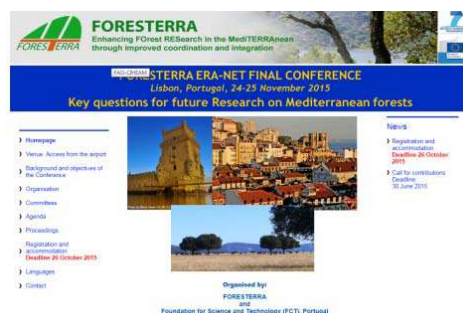 FORESTERRA
FORESTERRA
Enhancing FOrest RESearch in the MediTERRAnean
through improved coordination and integration
FORESTERRA ERA-NET FINAL CONFERENCE
FAO-CIHEAM
Lisbon, Portugal, 24-25 November 2015
Key questions for future Research on Mediterranean forests
Homepage
Venue. Access from the airport
Background and objectives of
the Conference
Organisation
Committees
Agenda
Proceedings
Registration and
accommodation
Deadline 26 October 2015
Languages
Contact
News
Registration and
accommodation
Deadline 26 October
2015
Call for contributions
Deadline:
30 June 2015
Organised by:
FORESTERRA
and
Foundation for Science and Technology (FCT), Portugal